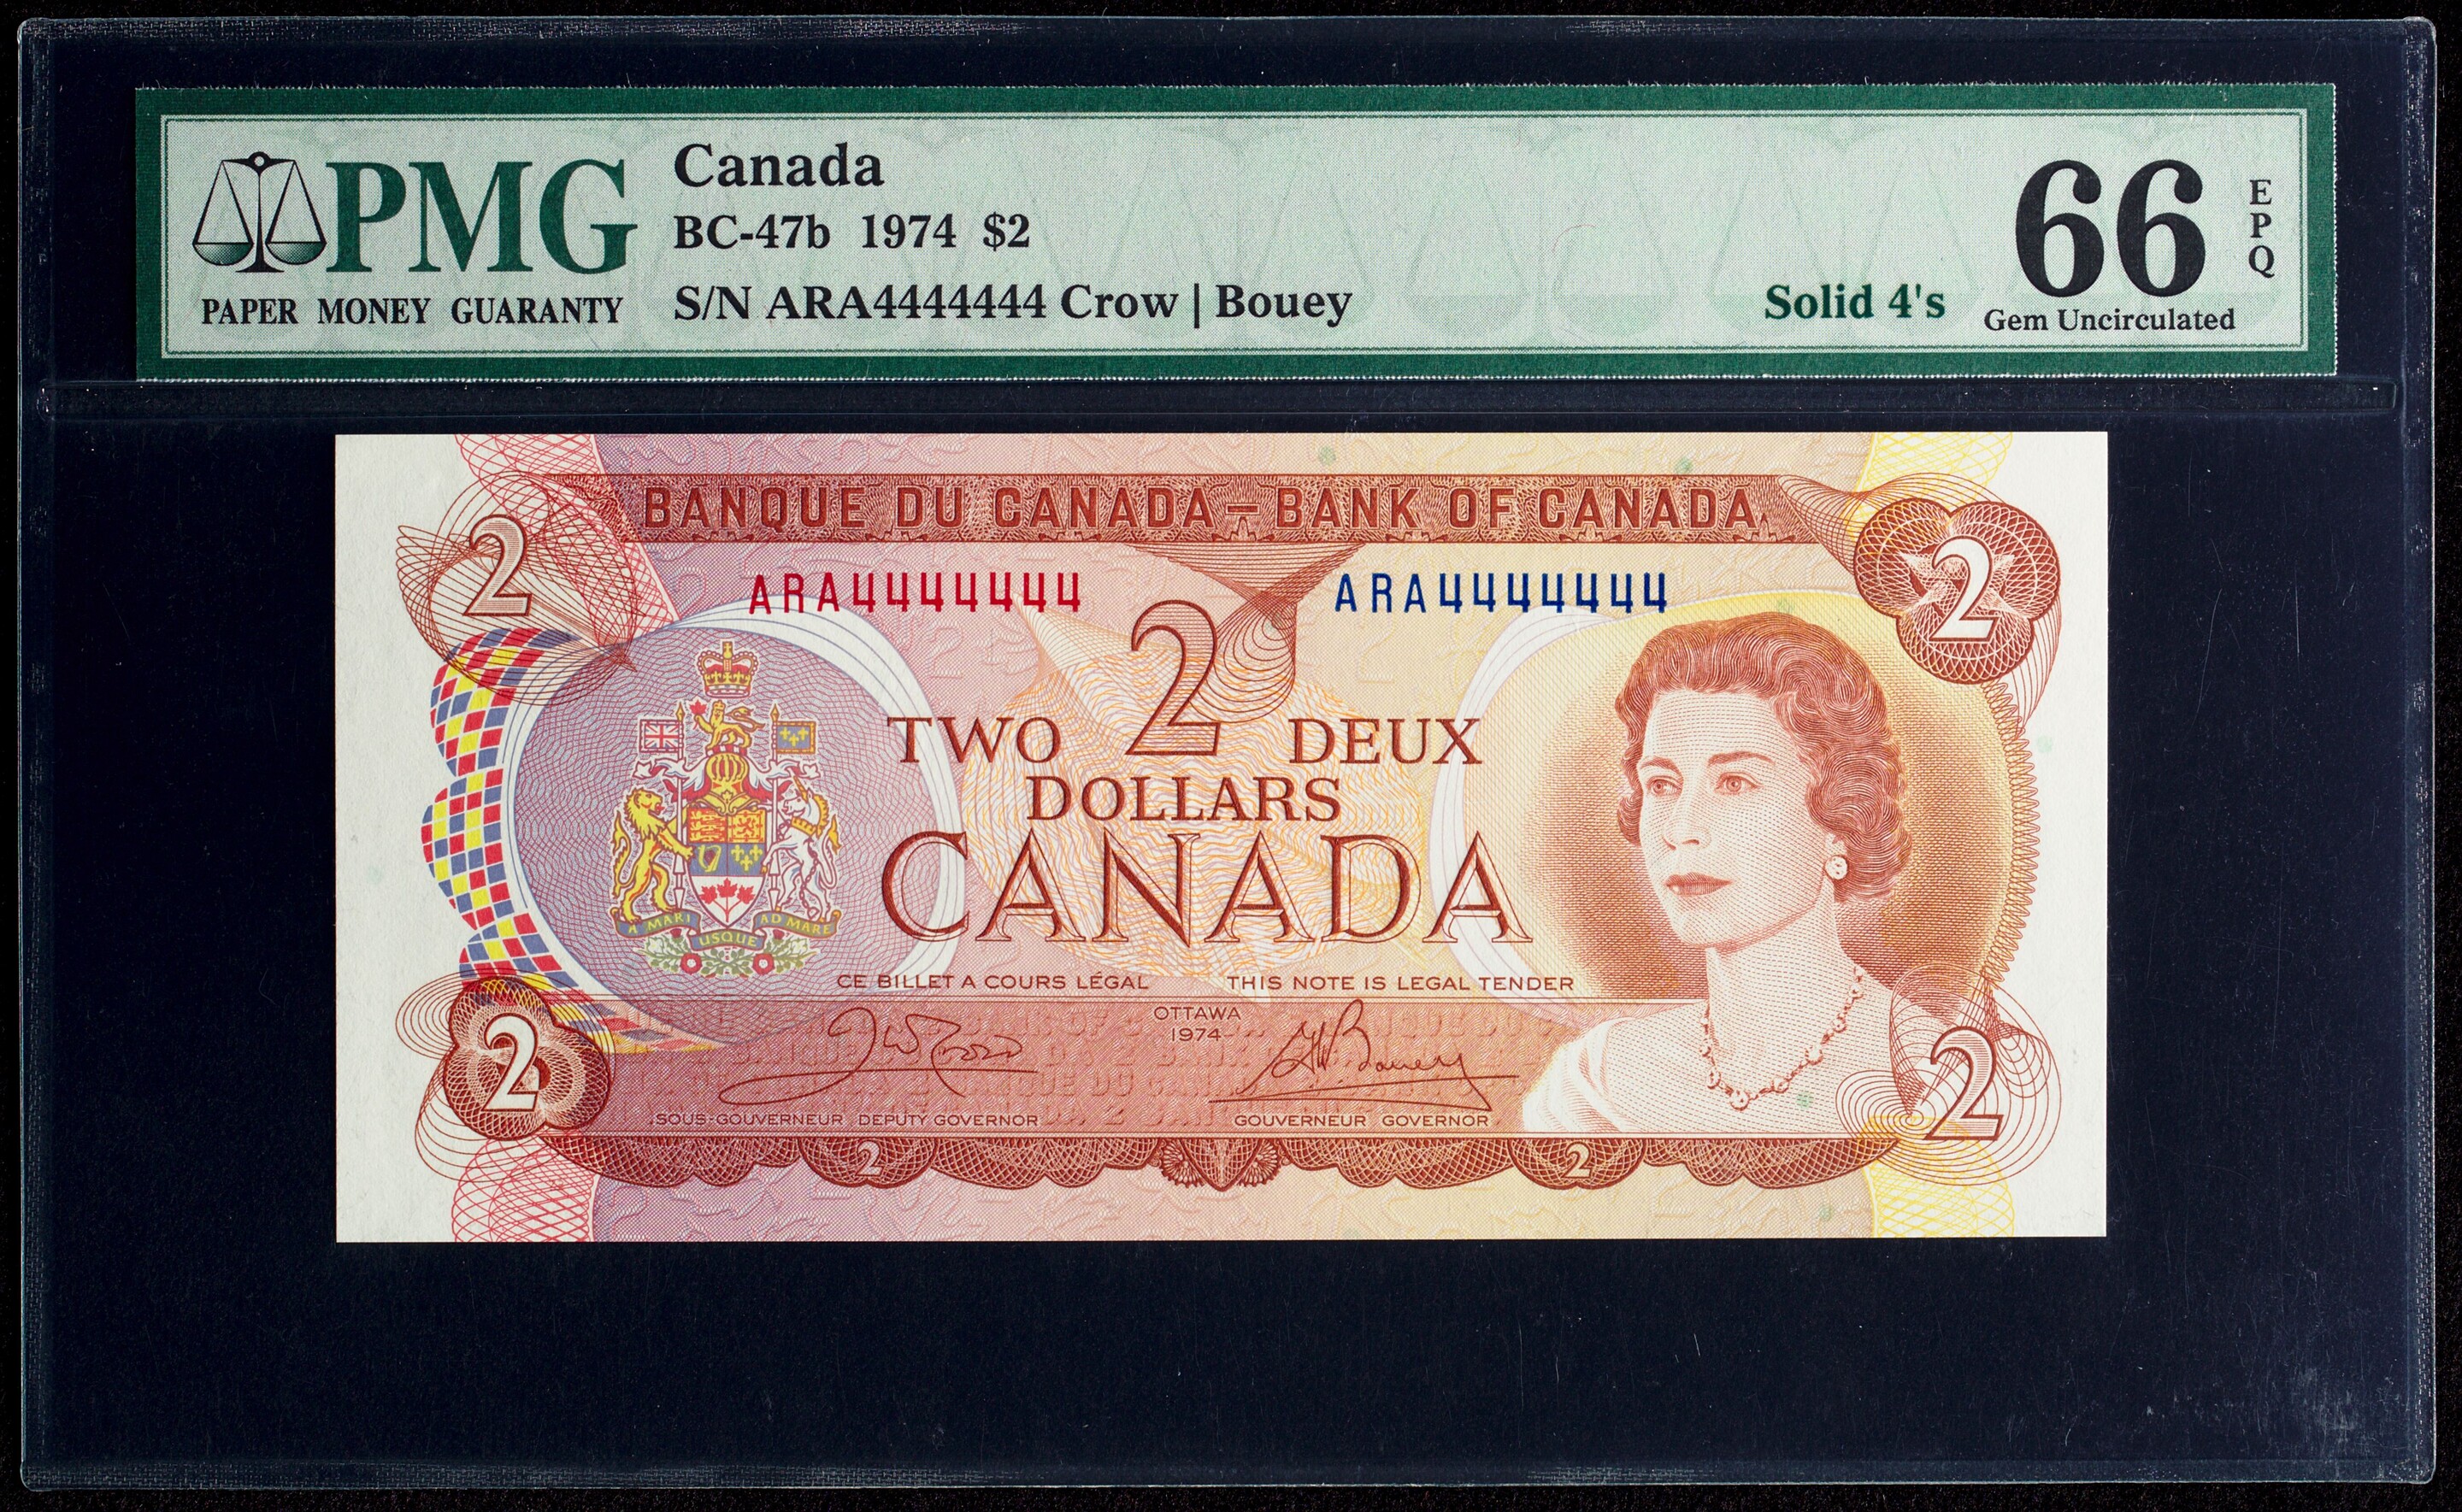 PMG
PAPER MONEY GUARANTY
Canada
BC-47b 1974 $2
S/N ARA4444444 Crow | Bouey
Solid 4's
66
EPQ
Gem Uncirculated
BANQUE DU CANADA – BANK OF CANADA
2
2
ARA4444444
ARA4444444
2
TWO DEUX
DOLLARS
CANADA
A MARI USQUE AD MARE
CE BILLET A COURS LÉGAL
THIS NOTE IS LEGAL TENDER
OTTAWA
1974
GW Bouey
SOUS-GOUVERNEUR DEPUTY GOVERNOR
GOUVERNEUR GOVERNOR
2
2
2
2